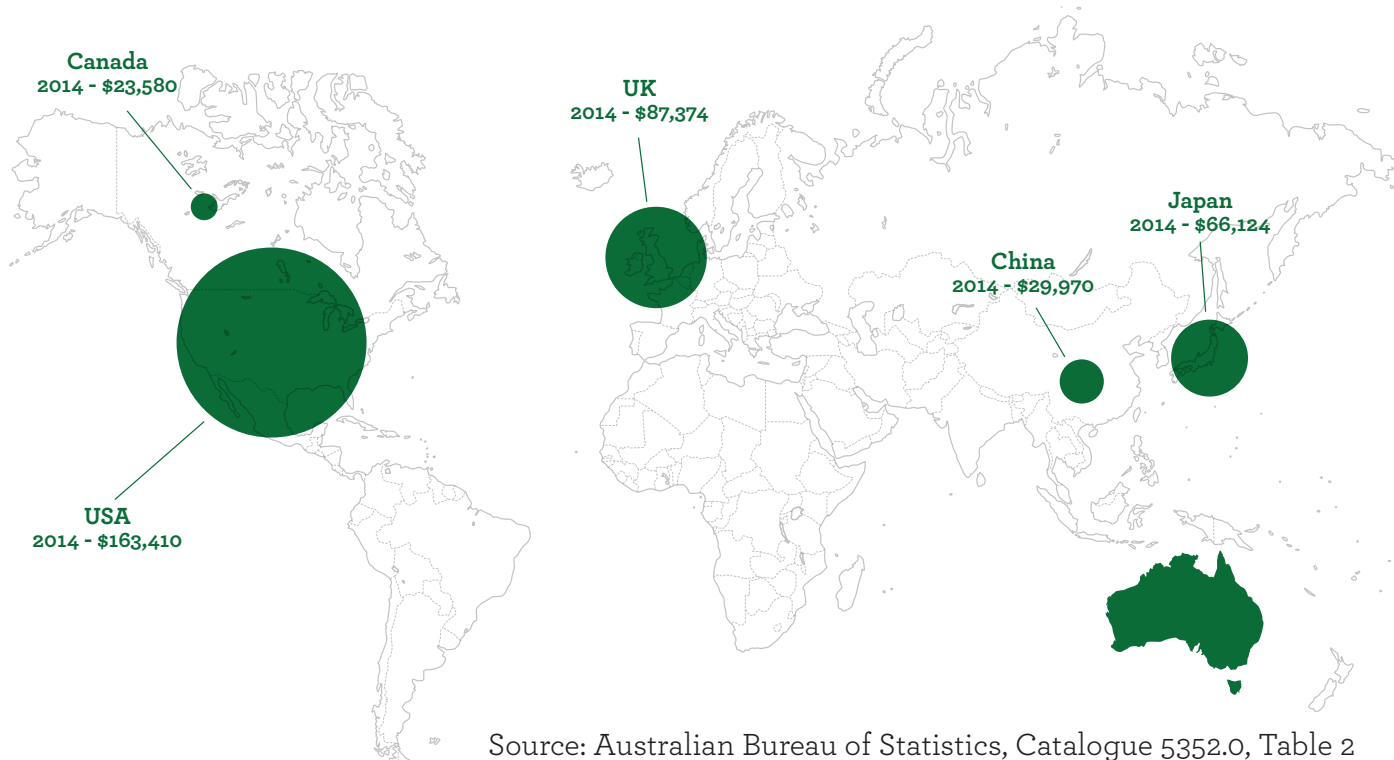 Canada
2014 - $23,580
UK
2014 - $87,374
Japan
2014 - $66,124
China
2014 - $29,970
USA
2014 - $163,410
Source: Australian Bureau of Statistics, Catalogue 5352.0, Table 2